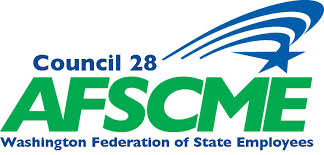 Council 28
AFSCME
Washington Federation of State Employees